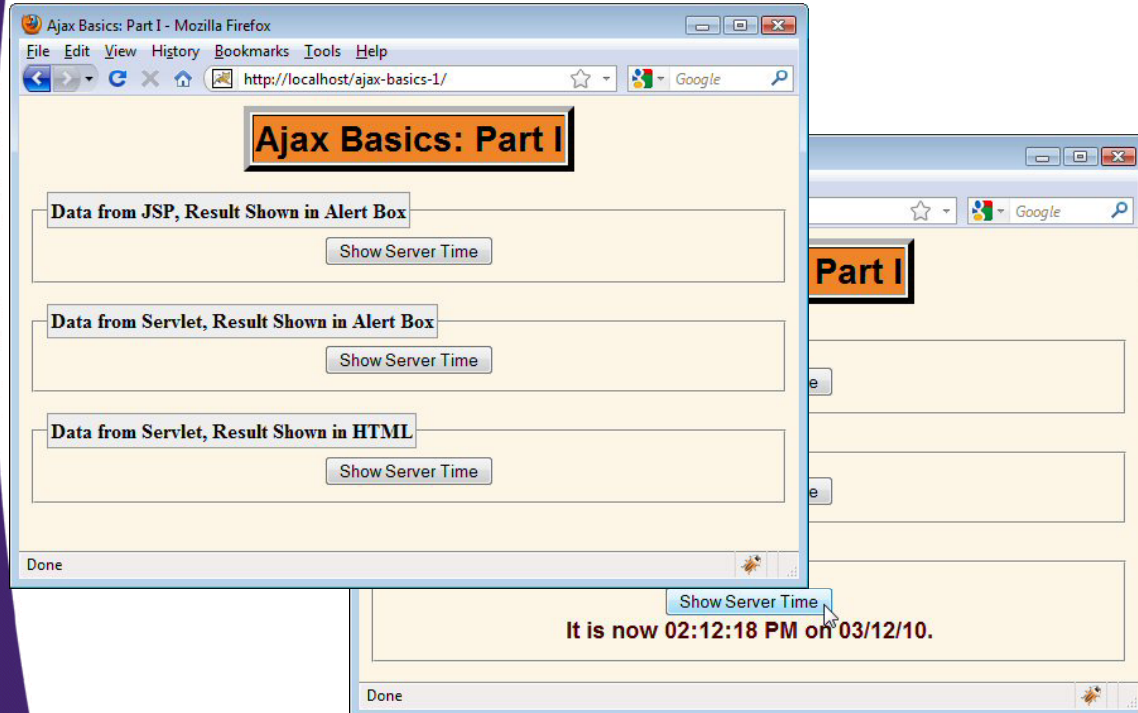 Ajax Basics: Part I - Mozilla Firefox
File Edit View History Bookmarks Tools Help
http://localhost/ajax-basics-1/
Google
Ajax Basics: Part I
Data from JSP, Result Shown in Alert Box
Show Server Time
Data from Servlet, Result Shown in Alert Box
Show Server Time
Data from Servlet, Result Shown in HTML
Show Server Time
Done
Google
Part I
e
e
Show Server Time
It is now 02:12:18 PM on 03/12/10.
Done